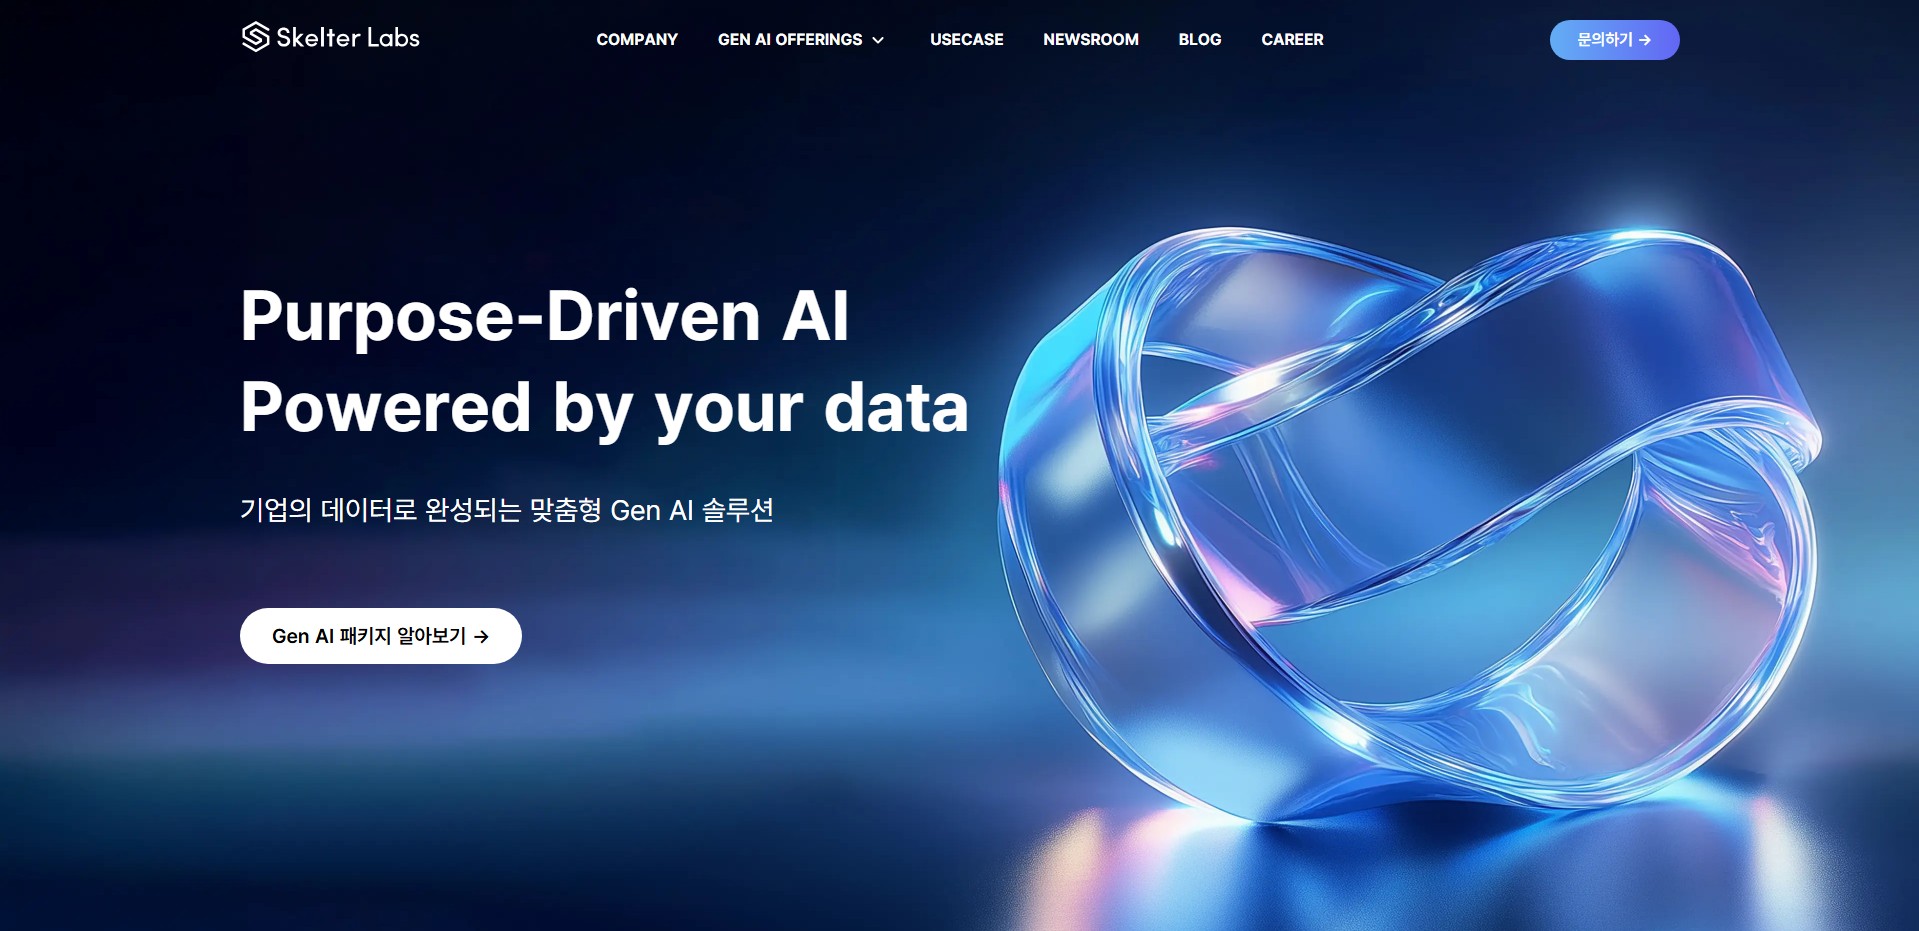 Skelter Labs
COMPANY
GEN AI OFFERINGS
USECASE
NEWSROOM
BLOG
CAREER
문의하기 →
Purpose-Driven AI
Powered by your data
기업의 데이터로 완성되는 맞춤형 Gen AI 솔루션
Gen AI 패키지 알아보기 →